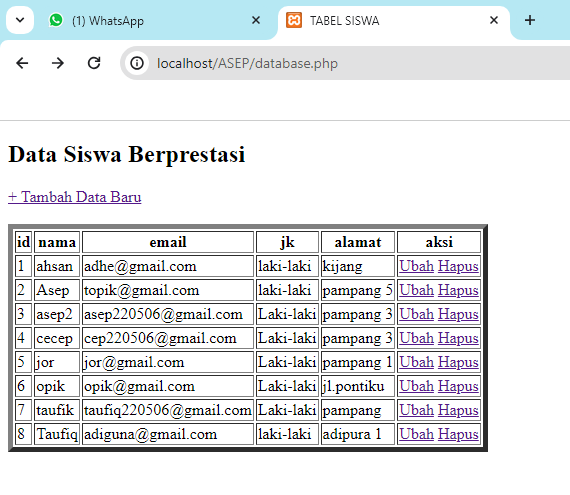 (1) WhatsApp
TABEL SISWA
localhost/ASEP/database.php
Data Siswa Berprestasi
+ Tambah Data Baru
id nama email jk alamat aksi
1 ahsan adhe@gmail.com laki-laki kijang Ubah Hapus
2 Asep topik@gmail.com laki-laki pampang 5 Ubah Hapus
3 asep2 asep220506@gmail.com Laki-laki pampang 3 Ubah Hapus
4 cecep cep220506@gmail.com Laki-laki pampang 3 Ubah Hapus
5 jor jor@gmail.com Laki-laki pampang 1 Ubah Hapus
6 opik opik@gmail.com Laki-laki jl.pontiku Ubah Hapus
7 taufik taufiq220506@gmail.com Laki-laki pampang Ubah Hapus
8 Taufiq adiguna@gmail.com laki-laki adipura 1 Ubah Hapus